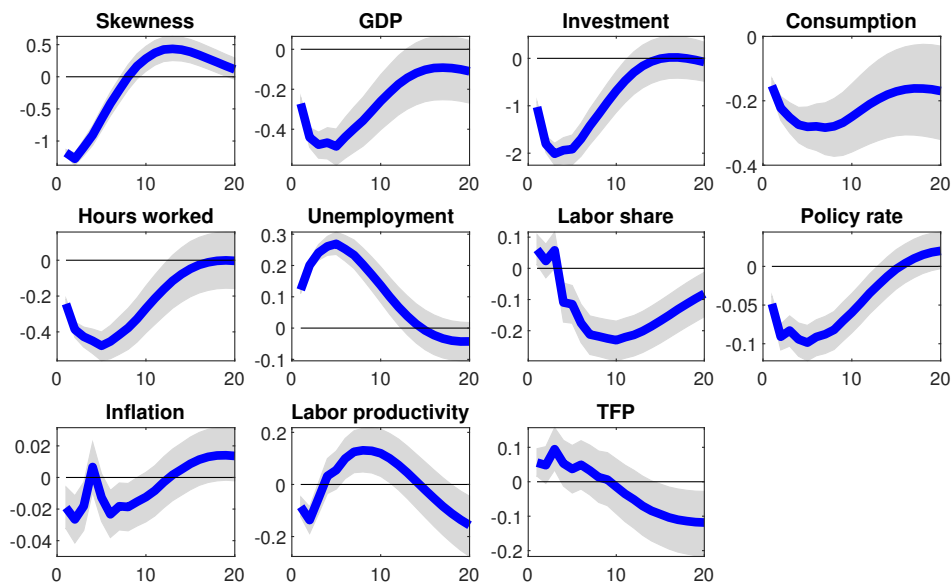 Skewness GDP Investment Consumption
0.5 0 0 0
0 -0.2
-0.5 -0.4 -1
-1 -2 -0.4
0 10 20 0 10 20 0 10 20 0 10 20
Hours worked Unemployment Labor share Policy rate
0.3 0.1
0 0.2 0 0
-0.2 0.1 -0.1 -0.05
-0.4 0 -0.2 -0.1
-0.1
0 10 20 0 10 20 0 10 20 0 10 20
Inflation Labor productivity TFP
0.02 0.2 0.1
0 0 0
-0.02 -0.1
-0.04 -0.2 -0.2
0 10 20 0 10 20 0 10 20